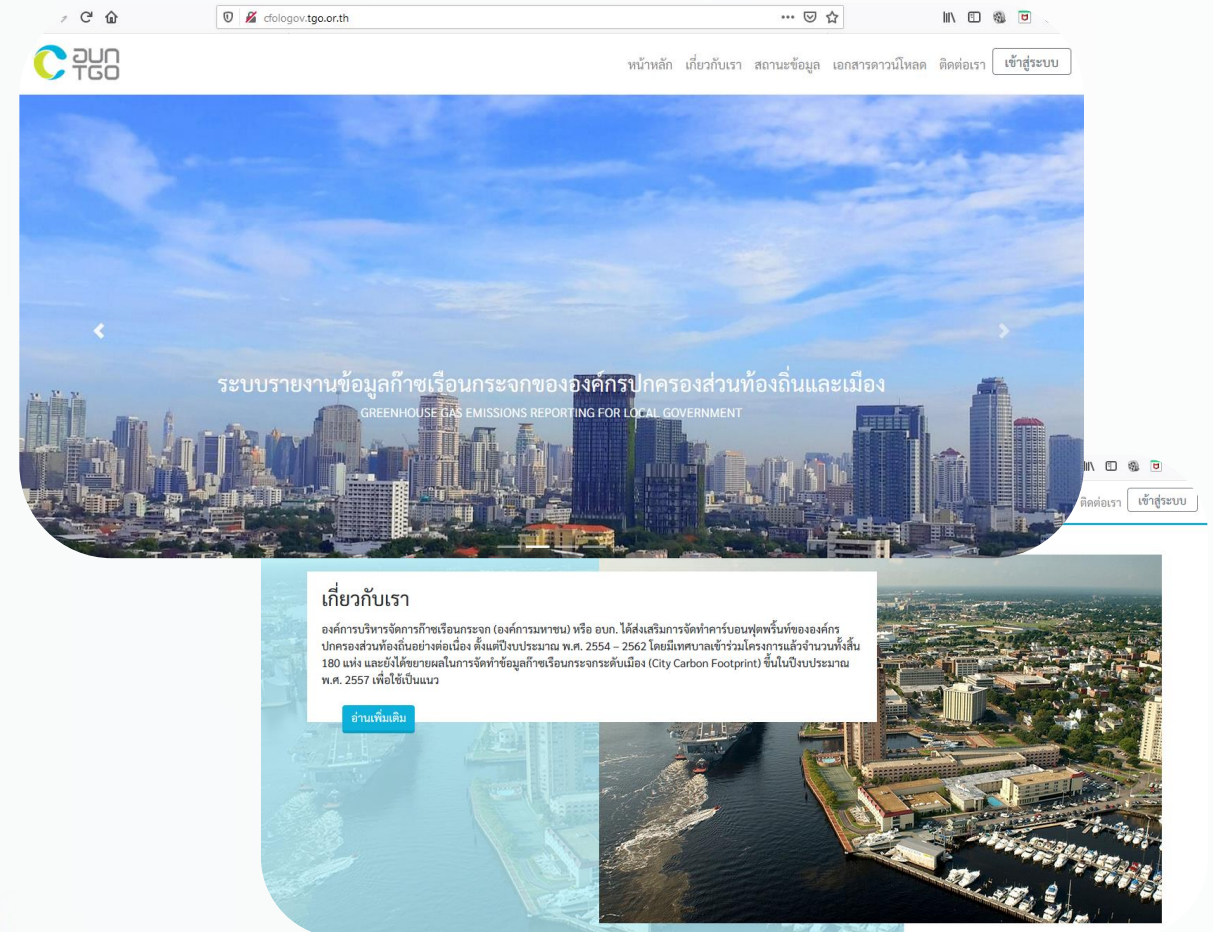 cfologov.tgo.or.th
อบก
TGO
หน้าหลัก เกี่ยวกับเรา สถานะข้อมูล เอกสารดาวน์โหลด ติดต่อเรา เข้าสู่ระบบ
ระบบรายงานข้อมูลก๊าซเรือนกระจกขององค์กรปกครองส่วนท้องถิ่นและเมือง
GREENHOUSE GAS EMISSIONS REPORTING FOR LOCAL GOVERNMENT
ติดต่อเรา เข้าสู่ระบบ
เกี่ยวกับเรา
องค์การบริหารจัดการก๊าซเรือนกระจก (องค์การมหาชน) หรือ อบก. ได้ส่งเสริมการจัดทำคาร์บอนฟุตพริ้นท์ขององค์กร
ปกครองส่วนท้องถิ่นอย่างต่อเนื่อง ตั้งแต่ปีงบประมาณ พ.ศ. 2554 – 2562 โดยมีเทศบาลเข้าร่วมโครงการแล้วจำนวนทั้งสิ้น
180 แห่ง และยังได้ขยายผลในการจัดทำข้อมูลก๊าซเรือนกระจกระดับเมือง (City Carbon Footprint) ขึ้นในปีงบประมาณ
พ.ศ. 2557 เพื่อใช้เป็นแนว
อ่านเพิ่มเติม